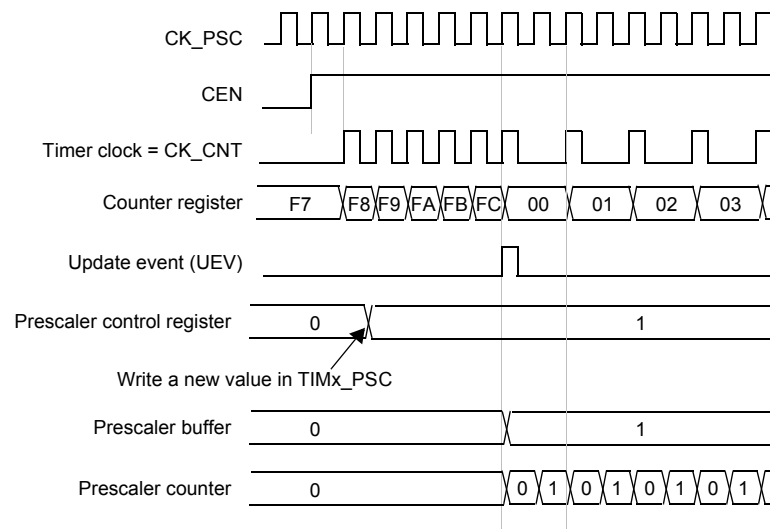 CK_PSC
CEN
Timer clock = CK_CNT
Counter register F7 F8 F9 FA FB FC 00 01 02 03
Update event (UEV)
Prescaler control register 0 1
Write a new value in TIMx_PSC
Prescaler buffer 0 1
Prescaler counter 0 0 1 0 1 0 1 0 1